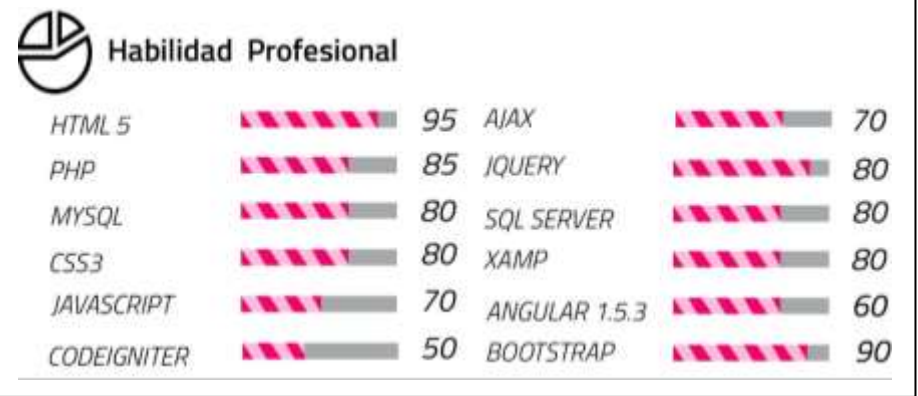 Habilidad Profesional
HTML 5 95
PHP 85
MYSQL 80
CSS3 80
JAVASCRIPT 70
CODEIGNITER 50
AJAX 70
JQUERY 80
SQL SERVER 80
XAMP 80
ANGULAR 1.5.3 60
BOOTSTRAP 90